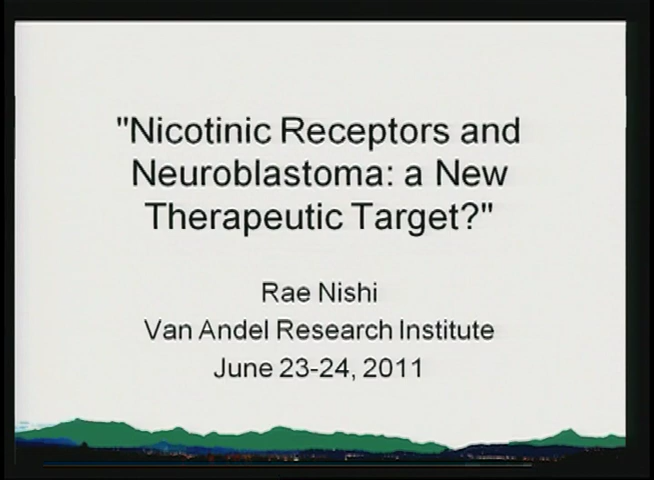 "Nicotinic Receptors and
Neuroblastoma: a New
Therapeutic Target?"
Rae Nishi
Van Andel Research Institute
June 23-24, 2011